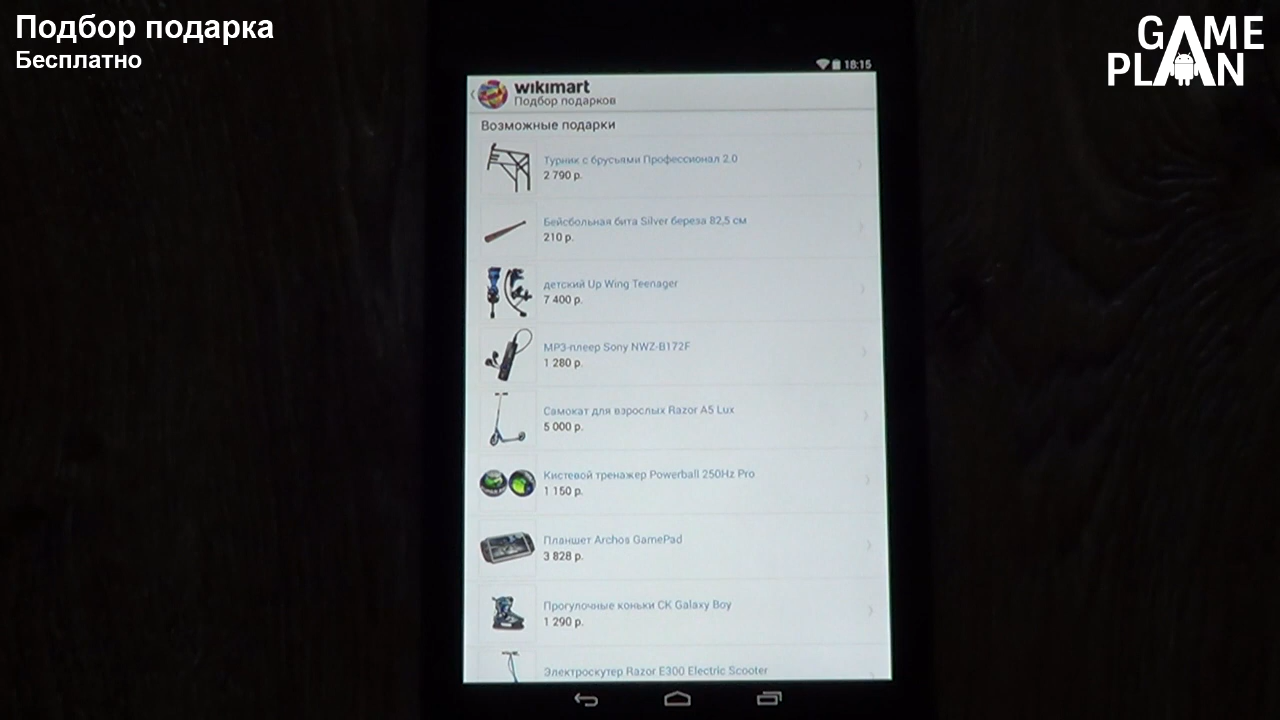 Подбор подарка
Бесплатно
GAME
PLAN
18:15
wikimart
Подбор подарков
Возможные подарки
Турник с брусьями Профессионал 2.0
2 790 р.
Бейсбольная бита Silver береза 82,5 см
210 р.
детский Up Wing Teenager
7 400 р.
MP3-плеер Sony NWZ-B172F
1 280 р.
Самокат для взрослых Razor A5 Lux
5 000 р.
Кистевой тренажер Powerball 250Hz Pro
1 150 р.
Планшет Archos GamePad
3 828 р.
Прогулочные коньки СК Galaxy Boy
1 290 р.
Электроскутер Razor E300 Electric Scooter